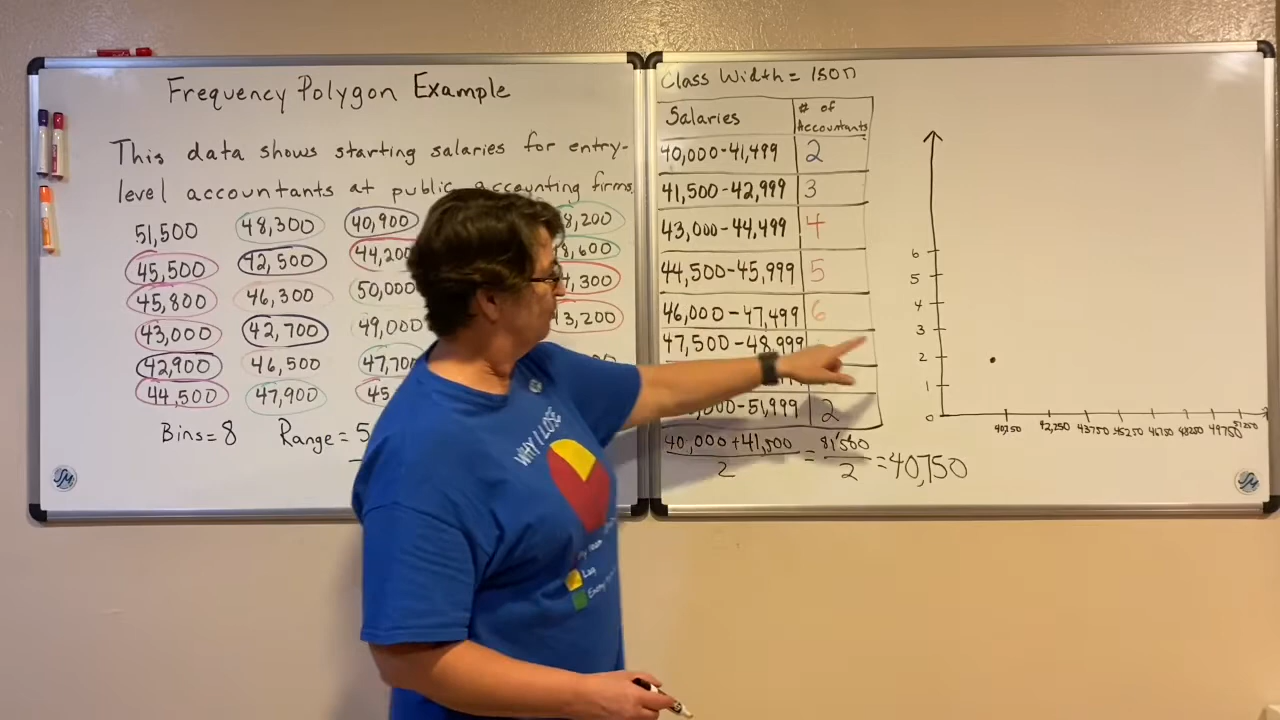 Frequency Polygon Example
This data shows starting salaries for entry-
level accountants at public accounting firms.
51,500 48,300 40,900 8,200
45,500 42,500 44,200 8,600
45,800 46,300 50,000 4,300
43,000 42,700 49,000 3,200
42,900 46,500 47,700
44,500 47,900 45
Bins=8 Range=5
Class Width=
Salaries # of Accountants
40,000-41,499 2
41,500-42,999 3
43,000-44,499 4
44,500-45,999 5
46,000-47,499 6
47,500-48,999
000-51,999 2
40,000+41,500 / 2 = 81,500 / 2 = 40,750
6
5
4
3
2
1
0
40,750 42,250 43,750 45,250 46,750 48,250 49,750 51,250
WHY I LOSE
Lag